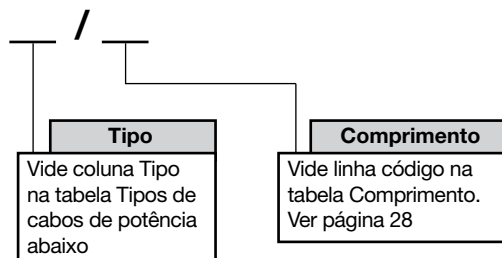 __ / __
Tipo
Vide coluna Tipo
na tabela Tipos de
cabos de potência
abaixo
Comprimento
Vide linha código na
tabela Comprimento.
Ver página 28